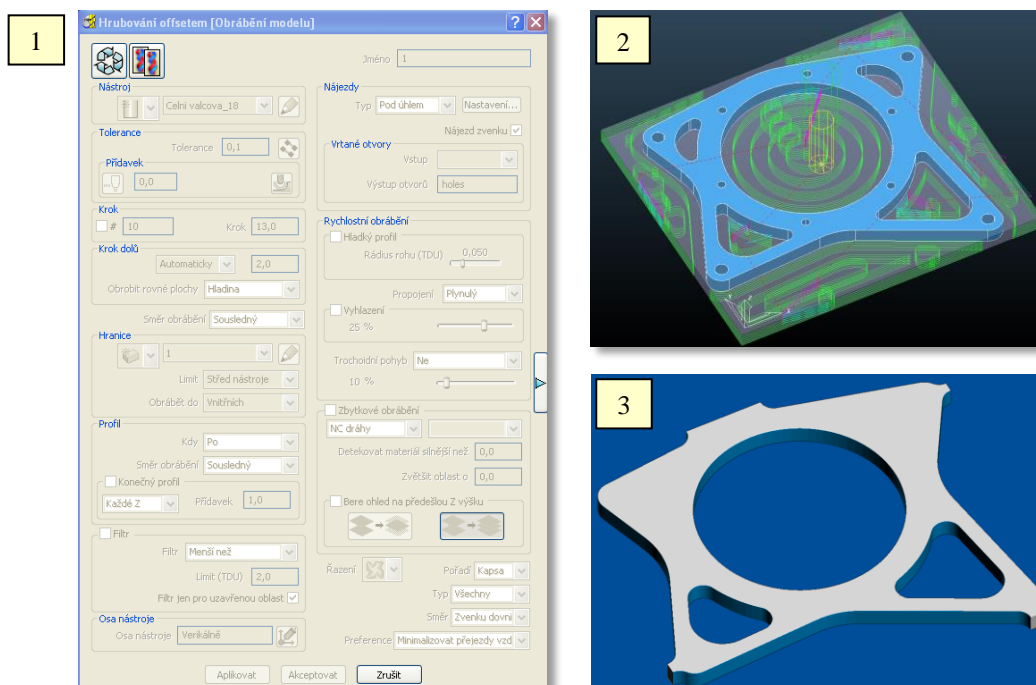 1
Hrubování offsetem [Obrábění modelu]
Jméno 1
Nástroj
Celni valcova_18
Tolerance
Tolerance 0,1
Přídavek
0,0
Krok
# 10 Krok 13,0
Krok dolů
Automaticky 2,0
Obrobit rovné plochy Hladina
Směr obrábění Sousledný
Hranice
1
Limit Střed nástroje
Obrábět do Vnitřních
Profil
Kdy Po
Směr obrábění Sousledný
Konečný profil
Každé Z Přídavek 1,0
Filtr
Filtr Menší než
Limit (TDU) 2,0
Filtr jen pro uzavřenou oblast
Osa nástroje
Osa nástroje Verikálně
Nájezdy
Typ Pod úhlem Nastavení...
Nájezd zvenku
Vrtané otvory
Vstup
Výstup otvorů holes
Rychlostní obrábění
Hladký profil
Rádius rohu (TDU) 0,050
Propojení Plynulý
Vyhlazení
25 %
Trochoidní pohyb Ne
10 %
Zbytkové obrábění
NC dráhy
Detekovat materiál silnější než 0,0
Zvětšit oblast o 0,0
Bere ohled na předešlou Z výšku
Řazení Pořadí Kapsa
Typ Všechny
Směr Zvenku dovni
Preference Minimalizovat přejezdy vzd
Aplikovat Akceptovat Zrušit
2
3